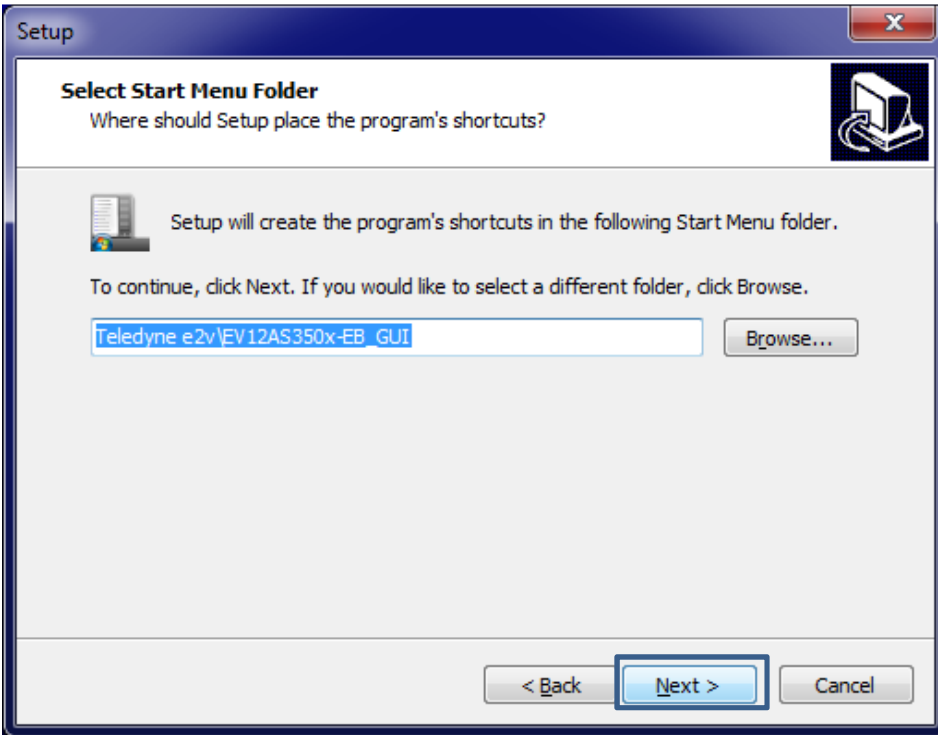 Setup
Select Start Menu Folder
Where should Setup place the program's shortcuts?
Setup will create the program's shortcuts in the following Start Menu folder.
To continue, click Next. If you would like to select a different folder, click Browse.
Teledyne e2v\EV12AS350x-EB_GUI
Browse...
< Back
Next >
Cancel